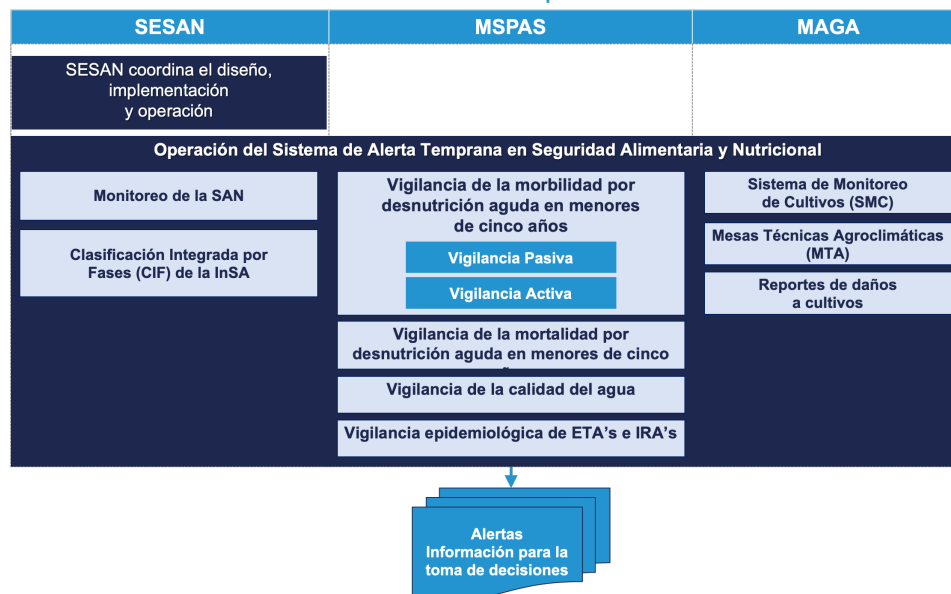 SESAN
MSPAS
MAGA
SESAN coordina el diseño,
implementación
y operación
Operación del Sistema de Alerta Temprana en Seguridad Alimentaria y Nutricional
Monitoreo de la SAN
Clasificación Integrada por
Fases (CIF) de la InSA
Vigilancia de la morbilidad por
desnutrición aguda en menores
de cinco años
Vigilancia Pasiva
Vigilancia Activa
Vigilancia de la mortalidad por
desnutrición aguda en menores de cinco
Vigilancia de la calidad del agua
Vigilancia epidemiológica de ETA’s e IRA’s
Sistema de Monitoreo
de Cultivos (SMC)
Mesas Técnicas Agroclimáticas
(MTA)
Reportes de daños
a cultivos
Alertas
Información para la
toma de decisiones